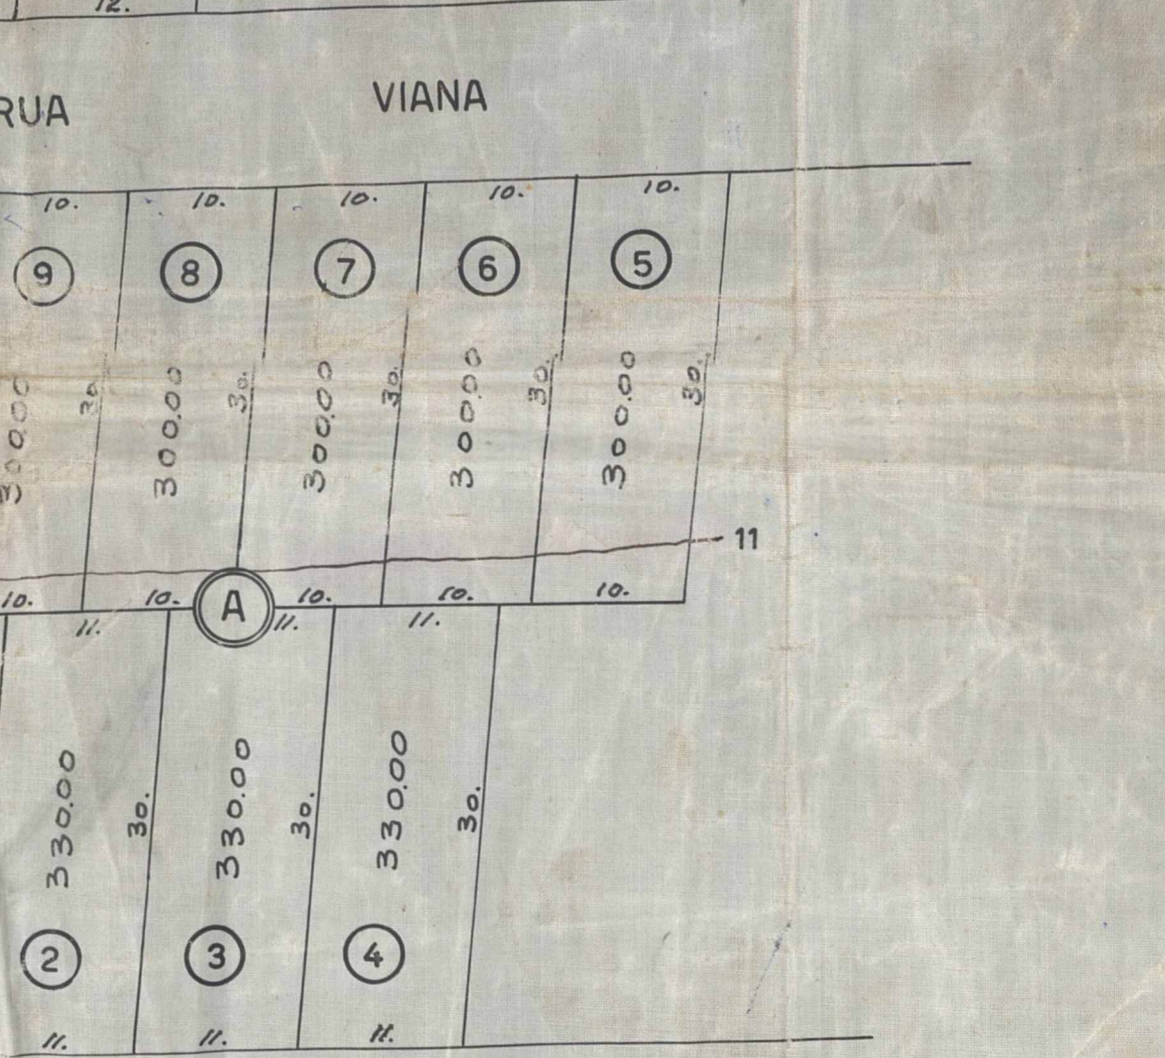 12.
RUA VIANA
10. 10. 10. 10. 10.
9 8 7 6 5
300.00 30. 300.00 30. 300.00 30. 300.00 30. 300.00 30.
11
10. 10. A 10. 10. 10.
11. 11. 11.
330.00 30. 330.00 30. 330.00 30.
2 3 4
11. 11. 11.